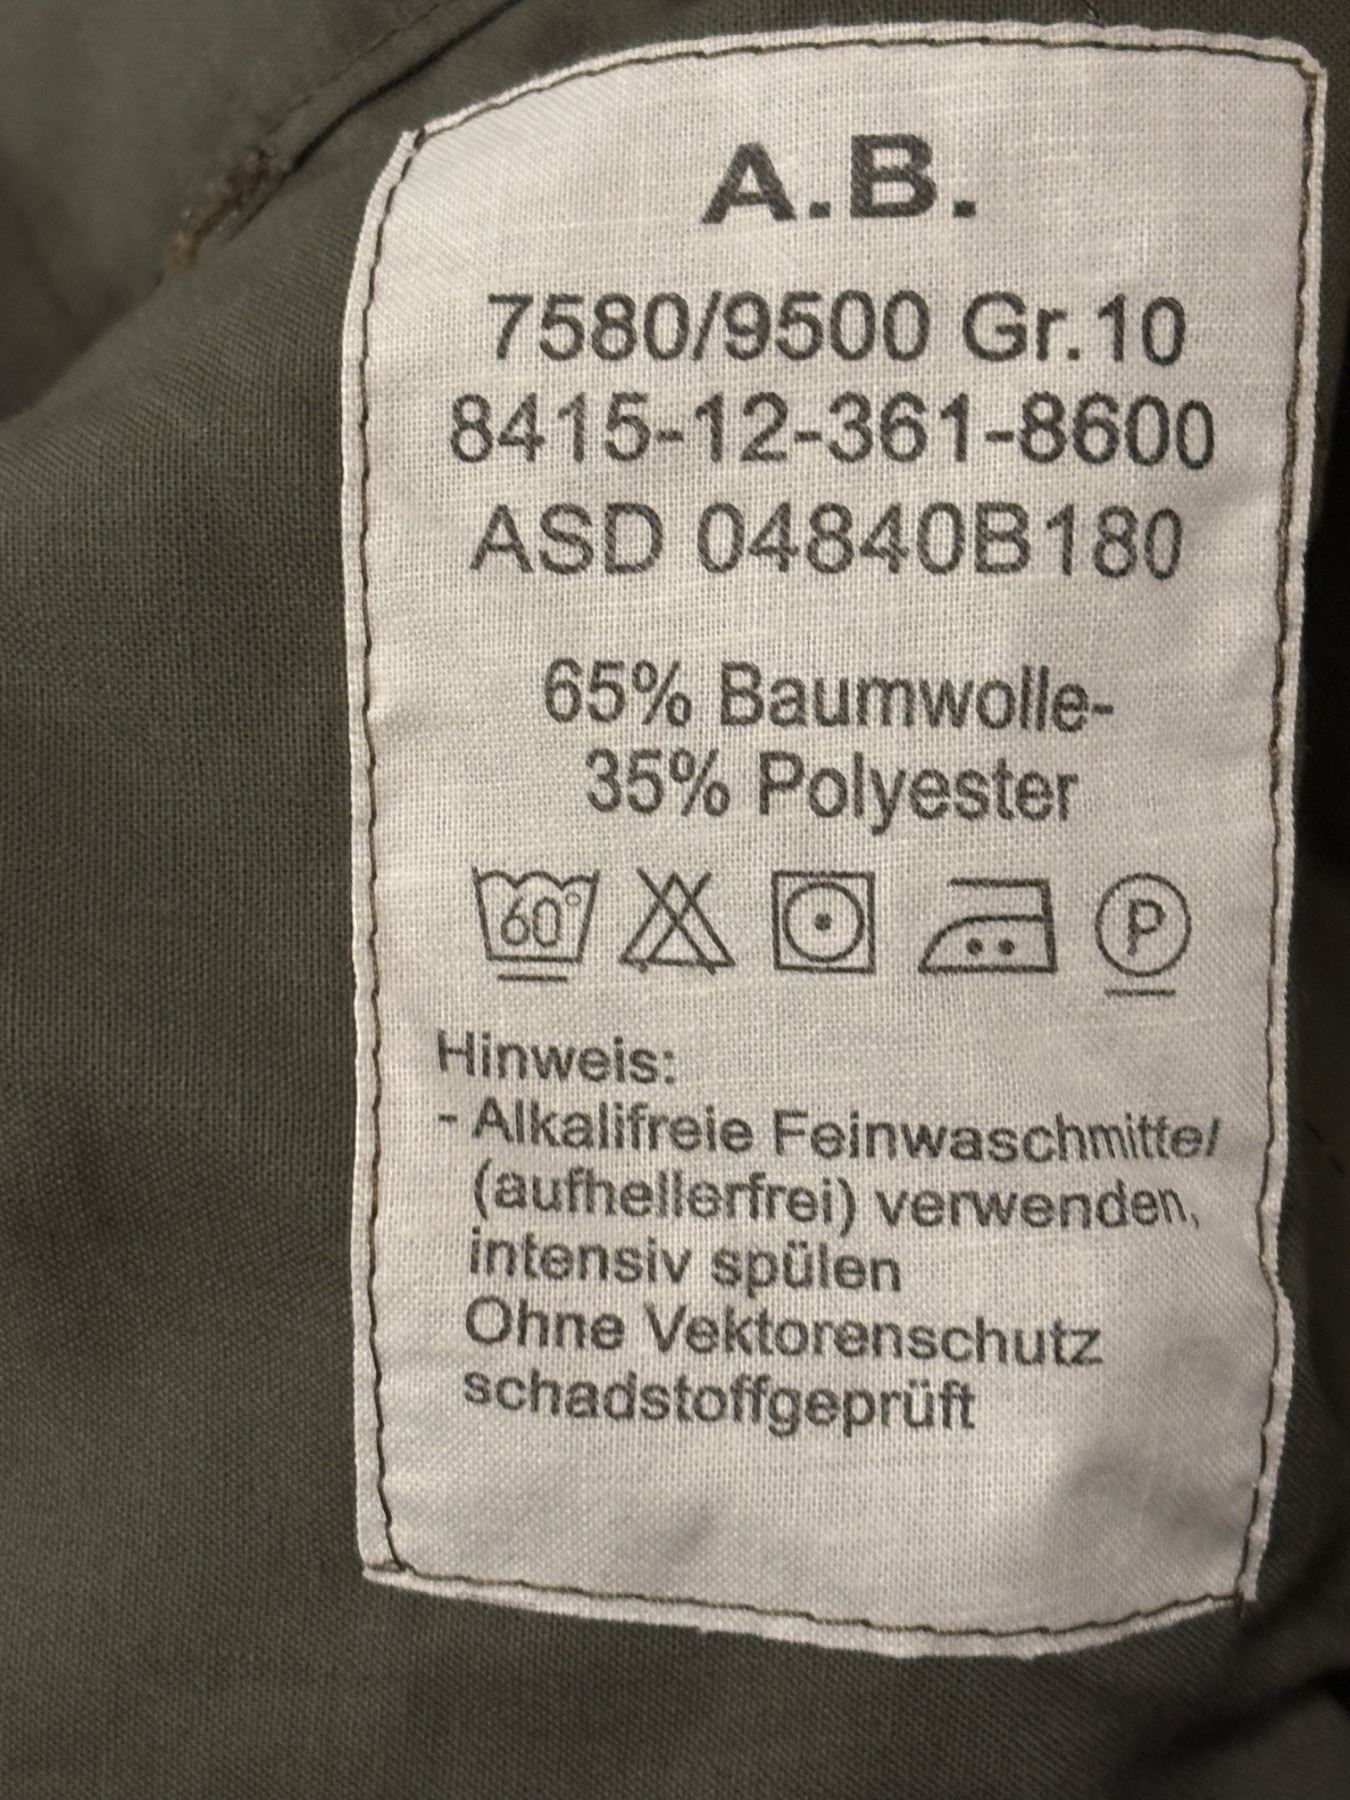 A.B.
7580/9500 Gr.10
8415-12-361-8600
ASD 04840B180
65% Baumwolle-
35% Polyester
60° P
Hinweis:
- Alkalifreie Feinwaschmittel
(aufhellerfrei) verwenden,
intensiv spülen
Ohne Vektorenschutz
schadstoffgeprüft